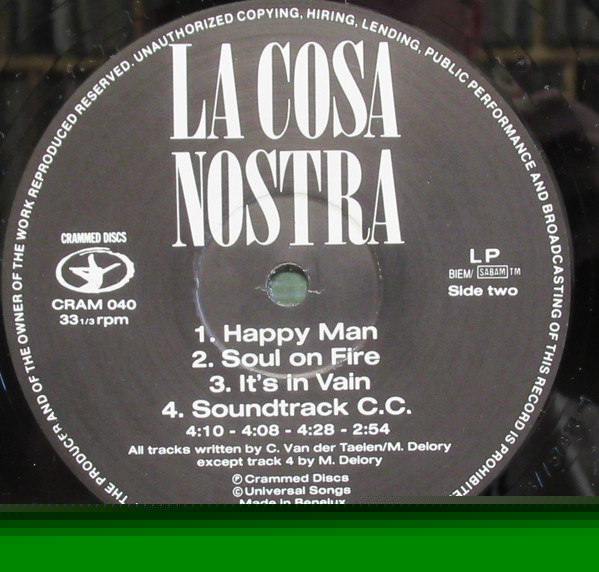 THE PRODUCER AND OF THE OWNER OF THE WORK REPRODUCED RESERVED. UNAUTHORIZED COPYING, HIRING, LENDING, PUBLIC PERFORMANCE AND BROADCASTING OF THIS RECORD IS PROHIBITE
LA COSA
NOSTRA
CRAMMED DISCS
CRAM 040
33 1/3 rpm
LP
BIEM/ SABAM TM
Side two
1. Happy Man
2. Soul on Fire
3. It's in Vain
4. Soundtrack C.C.
4:10 - 4:08 - 4:28 - 2:54
All tracks written by C. Van der Taelen/M. Delory
except track 4 by M. Delory
℗ Crammed Discs
© Universal Songs
Made in Benelux